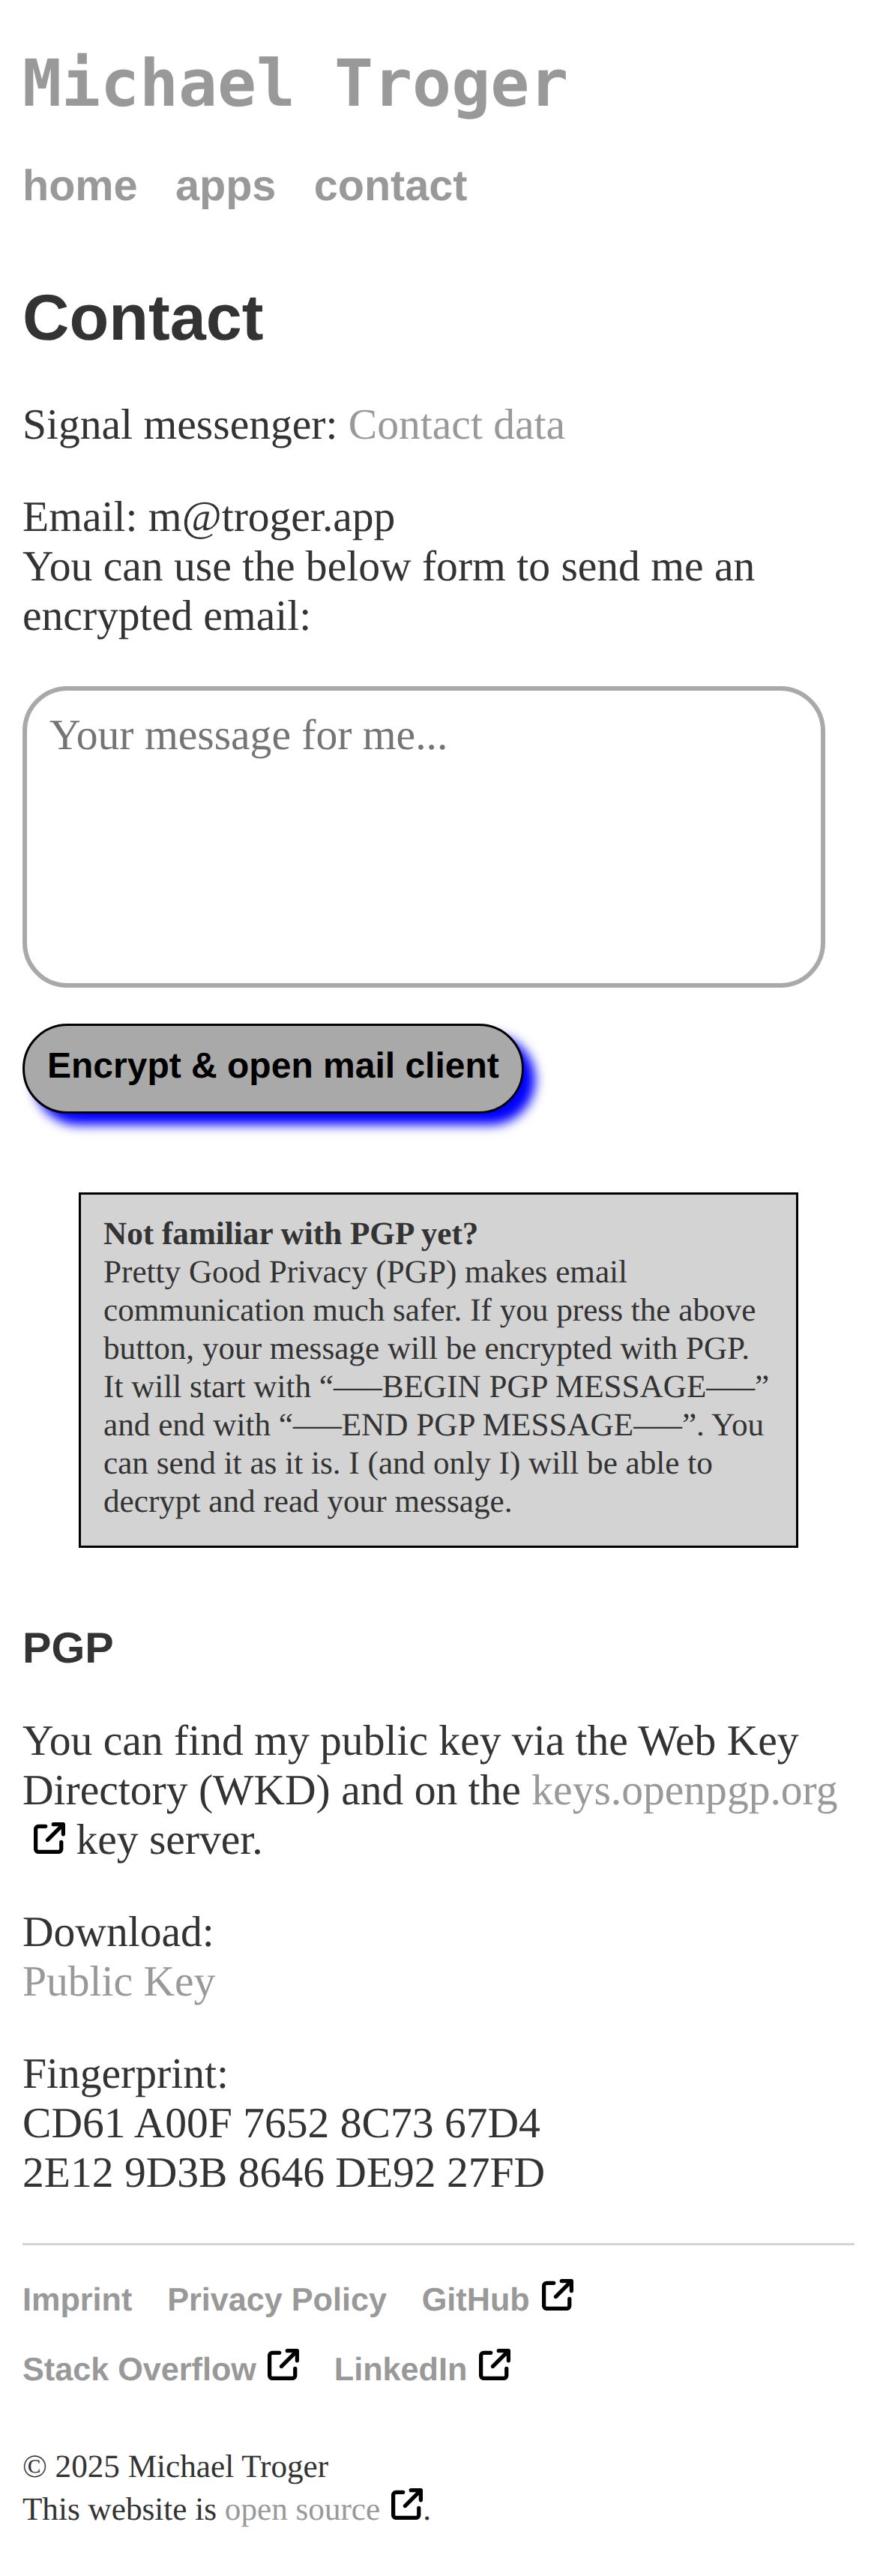 Michael Troger
home apps contact
Contact
Signal messenger: Contact data
Email: m@troger.app
You can use the below form to send me an
encrypted email:
Your message for me...
Encrypt & open mail client
Not familiar with PGP yet?
Pretty Good Privacy (PGP) makes email
communication much safer. If you press the above
button, your message will be encrypted with PGP.
It will start with “—–BEGIN PGP MESSAGE—–”
and end with “—–END PGP MESSAGE—–”. You
can send it as it is. I (and only I) will be able to
decrypt and read your message.
PGP
You can find my public key via the Web Key
Directory (WKD) and on the keys.openpgp.org
key server.
Download:
Public Key
Fingerprint:
CD61 A00F 7652 8C73 67D4
2E12 9D3B 8646 DE92 27FD
Imprint Privacy Policy GitHub
Stack Overflow LinkedIn
© 2025 Michael Troger
This website is open source .